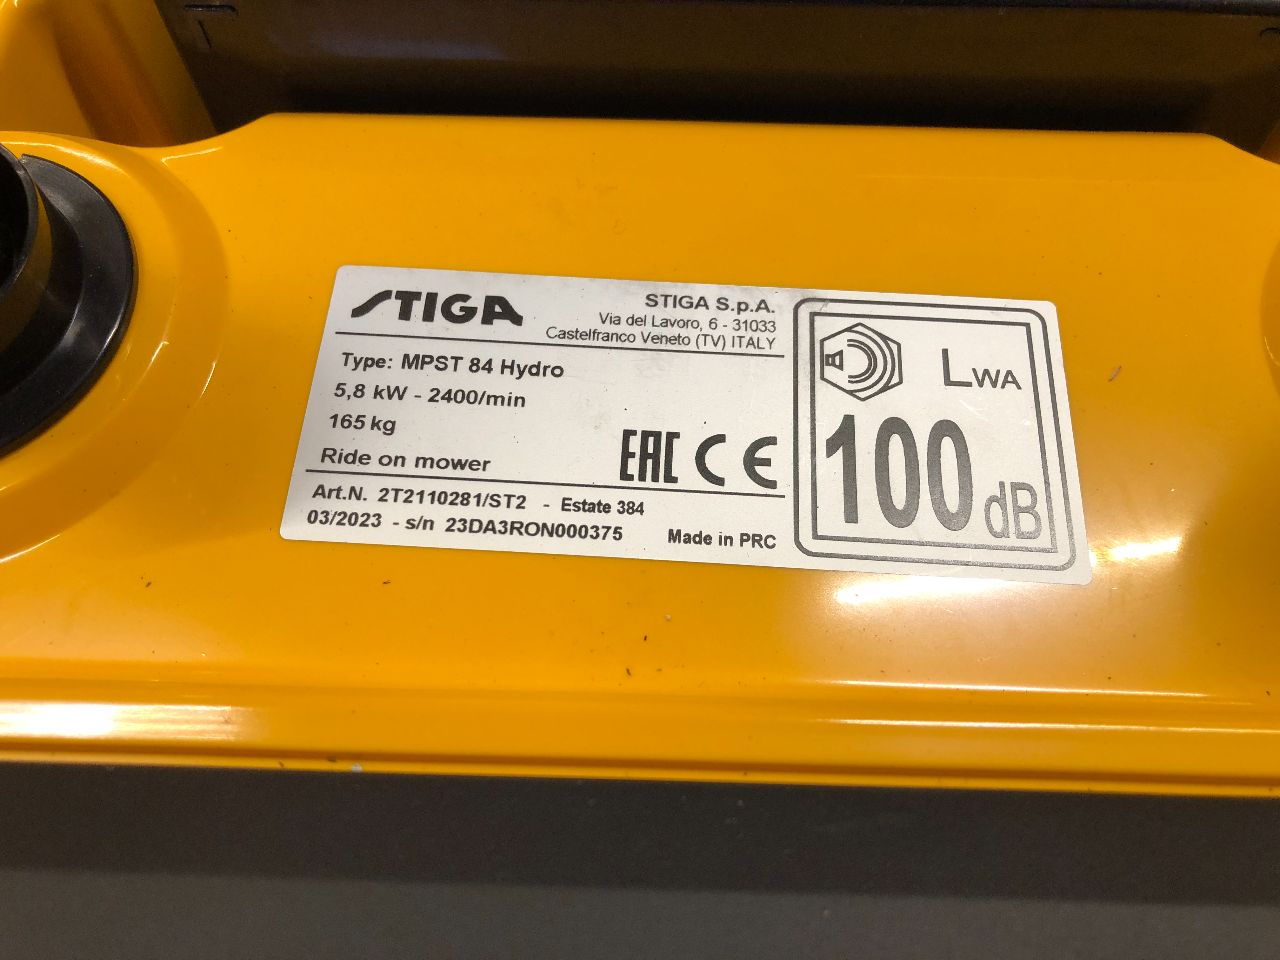 STIGA
STIGA S.p.A.
Via del Lavoro, 6 - 31033
Castelfranco Veneto (TV) ITALY
Type: MPST 84 Hydro
5,8 kW - 2400/min
165 kg
Ride on mower
EAC CE
Art.N. 2T2110281/ST2 - Estate 384
03/2023 - s/n 23DA3RON000375
Made in PRC
LWA
100 dB